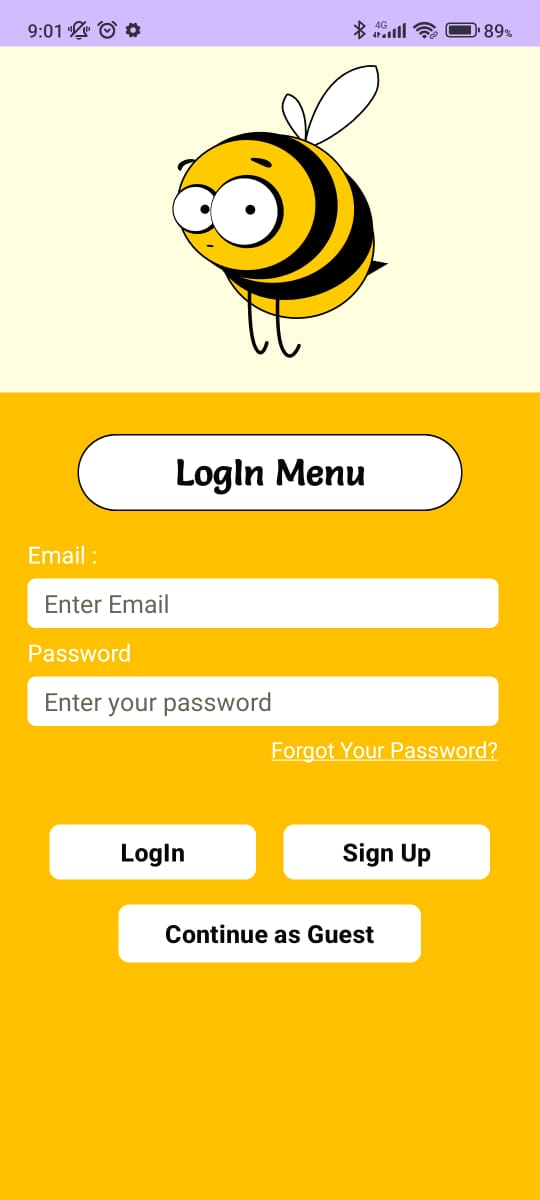 9:01 4G 89%
LogIn Menu
Email :
Enter Email
Password
Enter your password
Forgot Your Password?
LogIn Sign Up
Continue as Guest